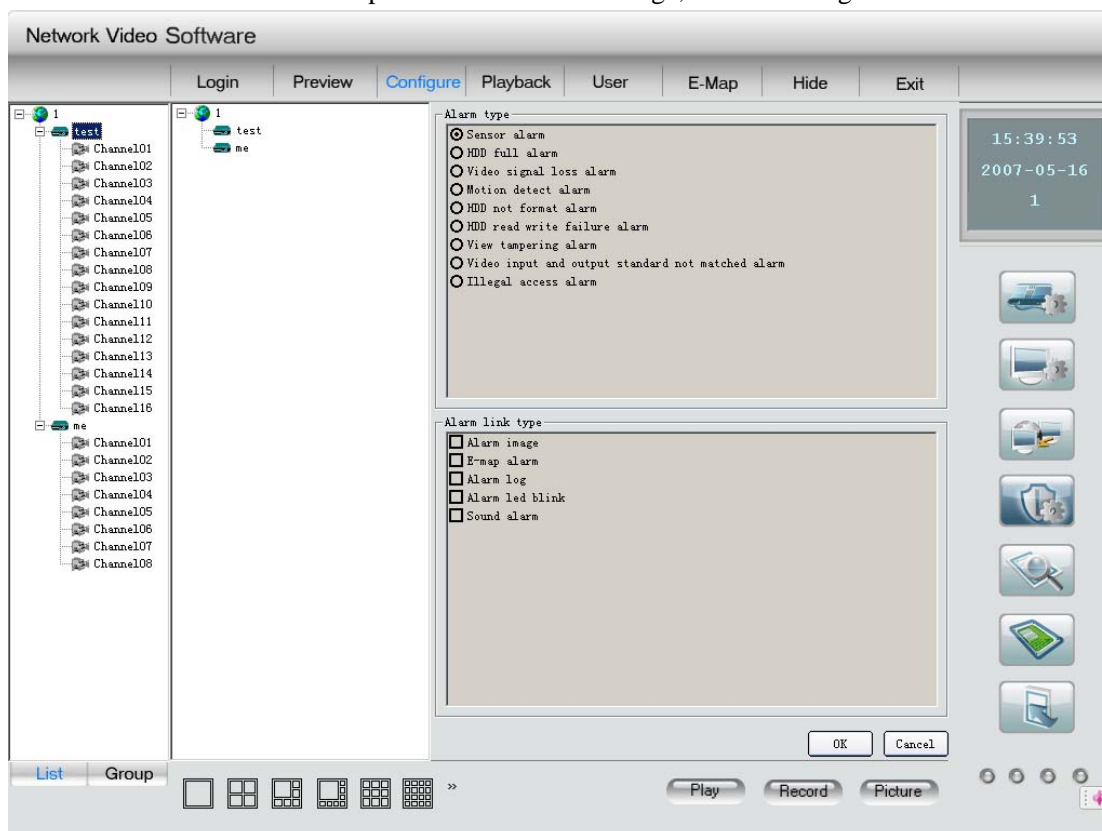 Network Video Software
Login Preview Configure Playback User E-Map Hide Exit
1
test
Channel01
Channel02
Channel03
Channel04
Channel05
Channel06
Channel07
Channel08
Channel09
Channel10
Channel11
Channel12
Channel13
Channel14
Channel15
Channel16
me
Channel01
Channel02
Channel03
Channel04
Channel05
Channel06
Channel07
Channel08
1
test
me
Alarm type
Sensor alarm
HDD full alarm
Video signal loss alarm
Motion detect alarm
HDD not format alarm
HDD read write failure alarm
View tampering alarm
Video input and output standard not matched alarm
Illegal access alarm
Alarm link type
Alarm image
E-map alarm
Alarm log
Alarm led blink
Sound alarm
OK Cancel
15:39:53
2007-05-16
1
List Group
» Play Record Picture